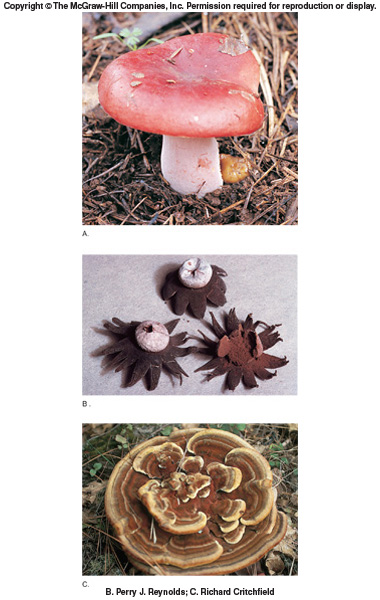 Copyright © The McGraw-Hill Companies, Inc. Permission required for reproduction or display.
A.
B .
C.
B. Perry J. Reynolds; C. Richard Critchfield